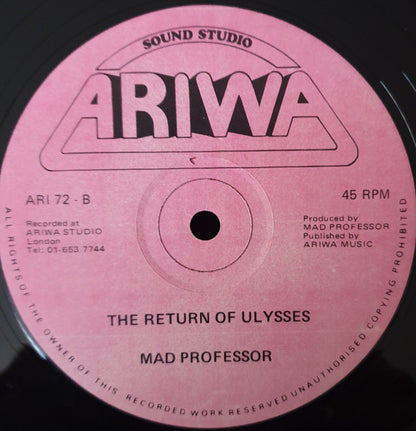 SOUND STUDIO
ARIWA
ARI 72 - B
45 RPM
Recorded at
ARIWA STUDIO
London
Tel: 01-653 7744
Produced by
MAD PROFESSOR
Published by
ARIWA MUSIC
THE RETURN OF ULYSSES
MAD PROFESSOR
ALL RIGHTS OF THE OWNER OF THIS RECORDED WORK RESERVED UNAUTHORISED COPYING PROHIBITED